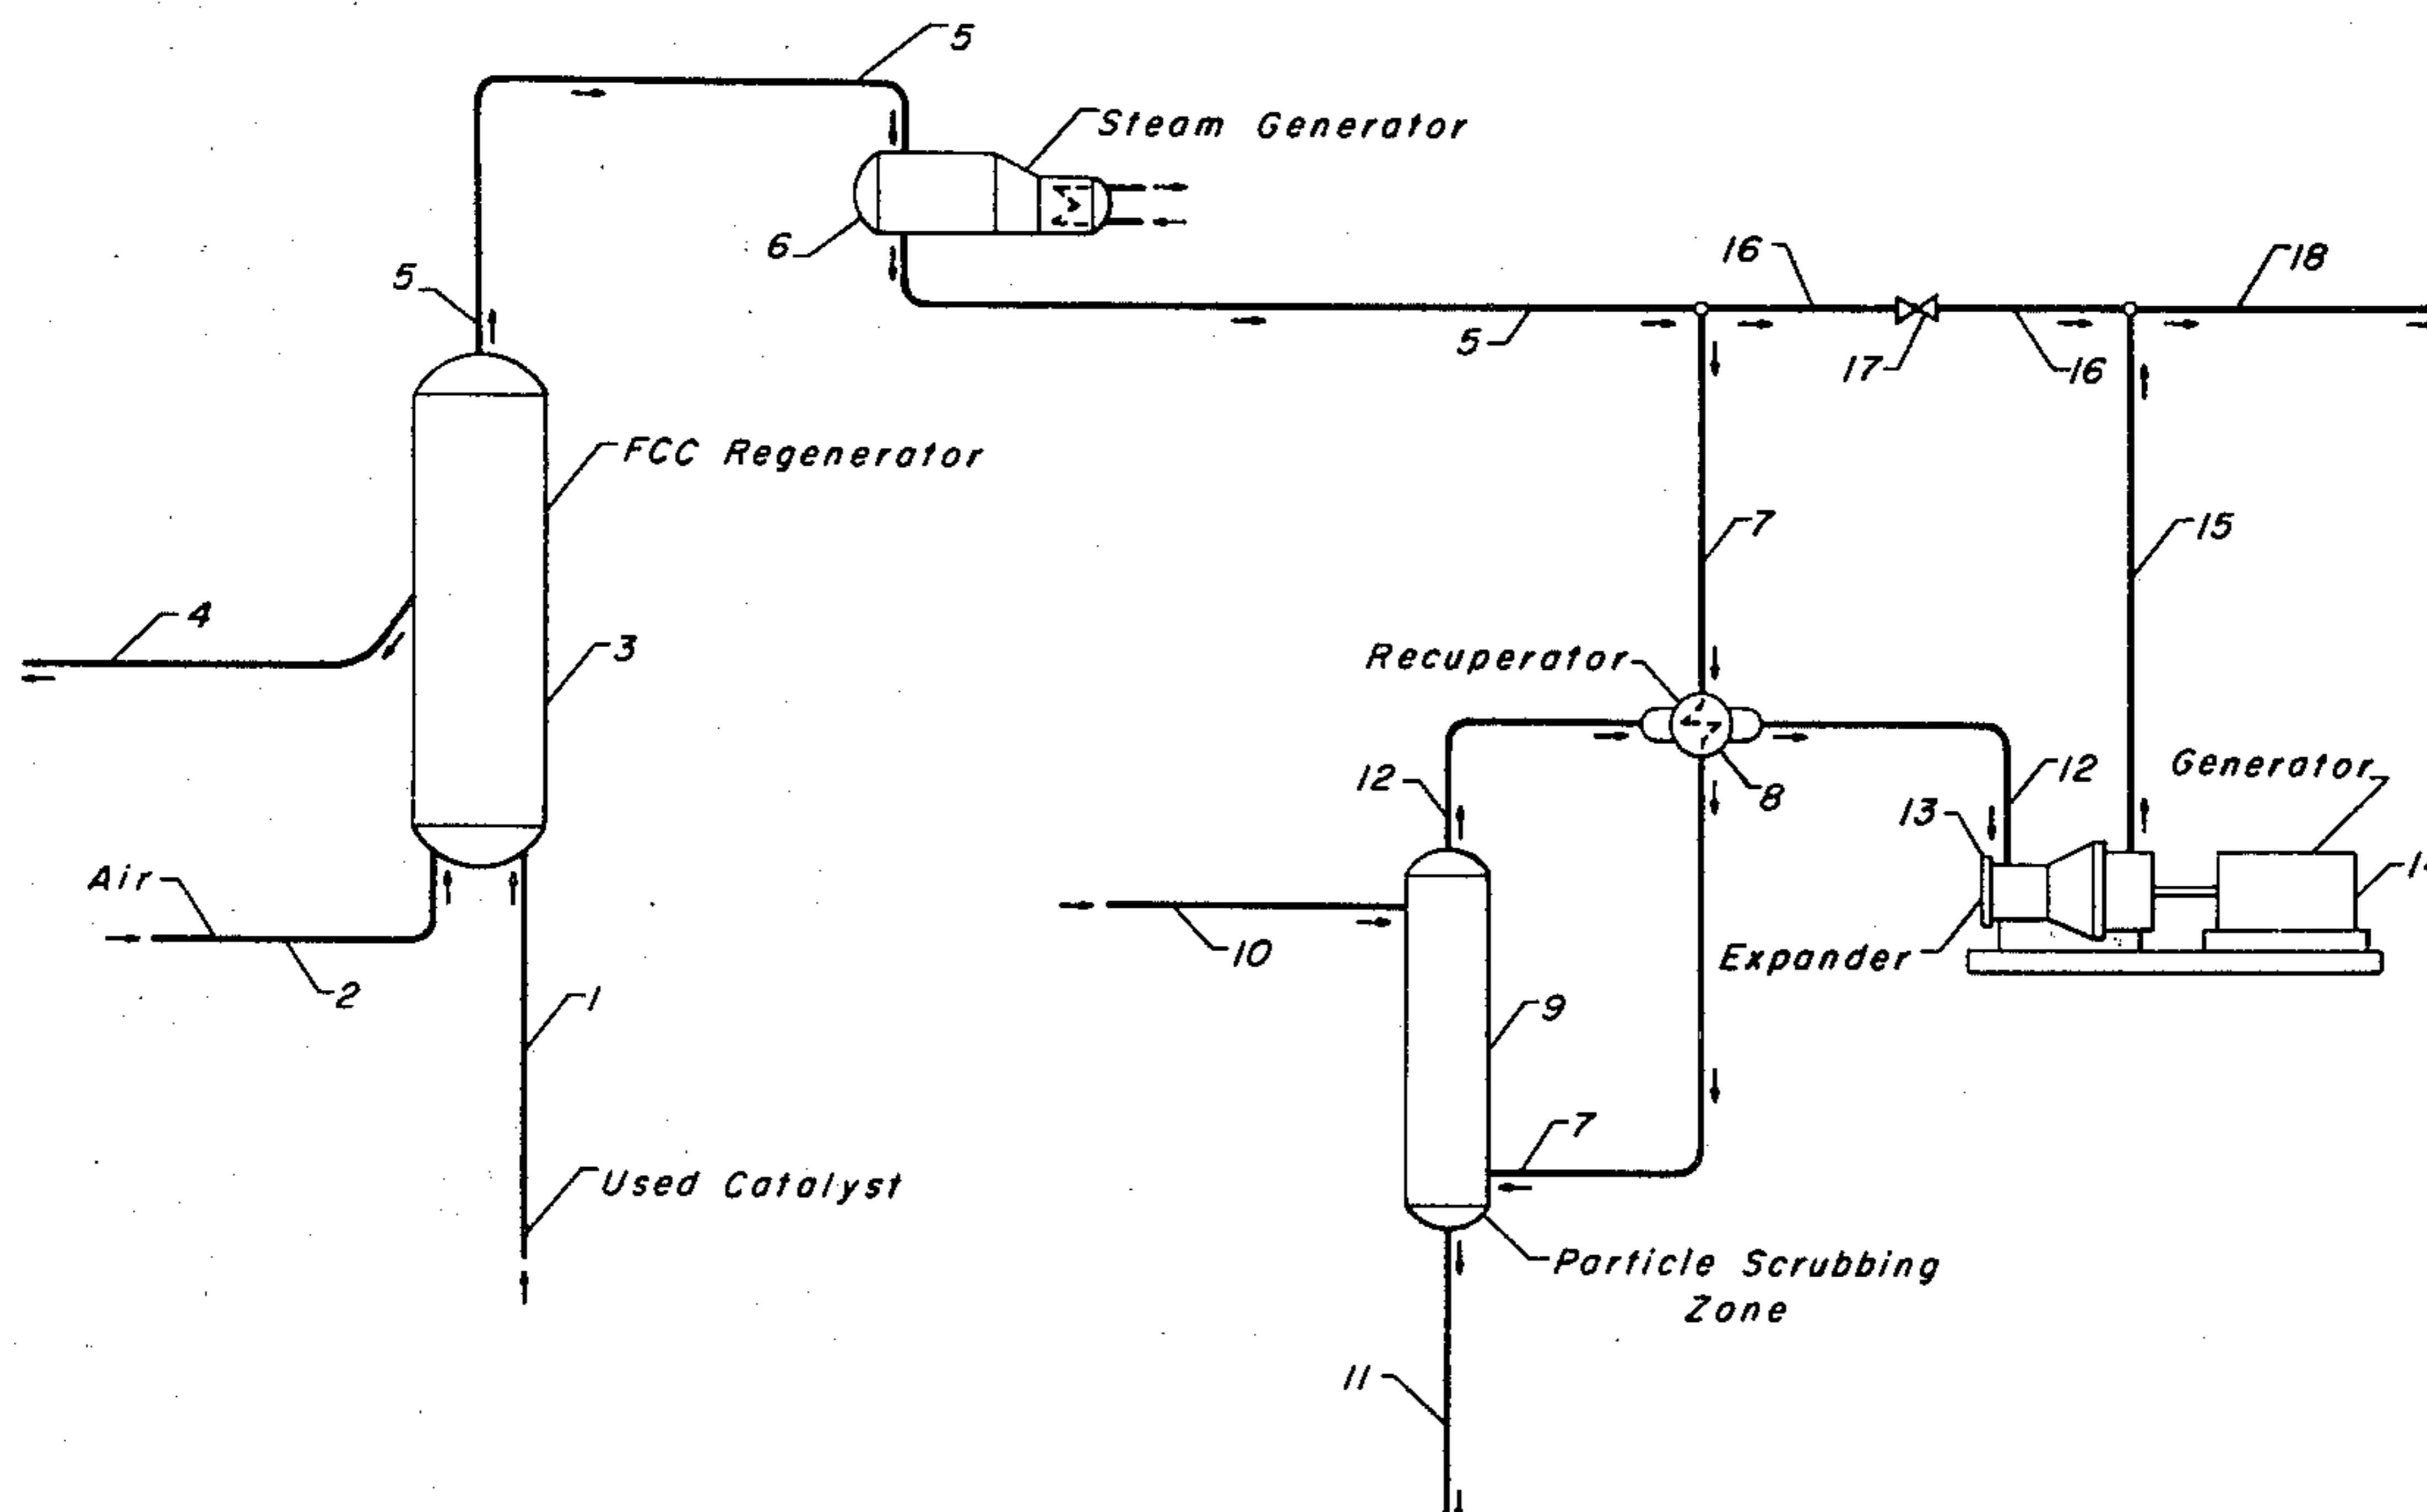 5
Steam Generator
6
5
16
18
5
17
16
FCC Regenerator
7
15
4
3
Recuperator
12
8
12
Generator
13
Air
10
Expander
2
1
9
7
Used Catalyst
Particle Scrubbing
Zone
11